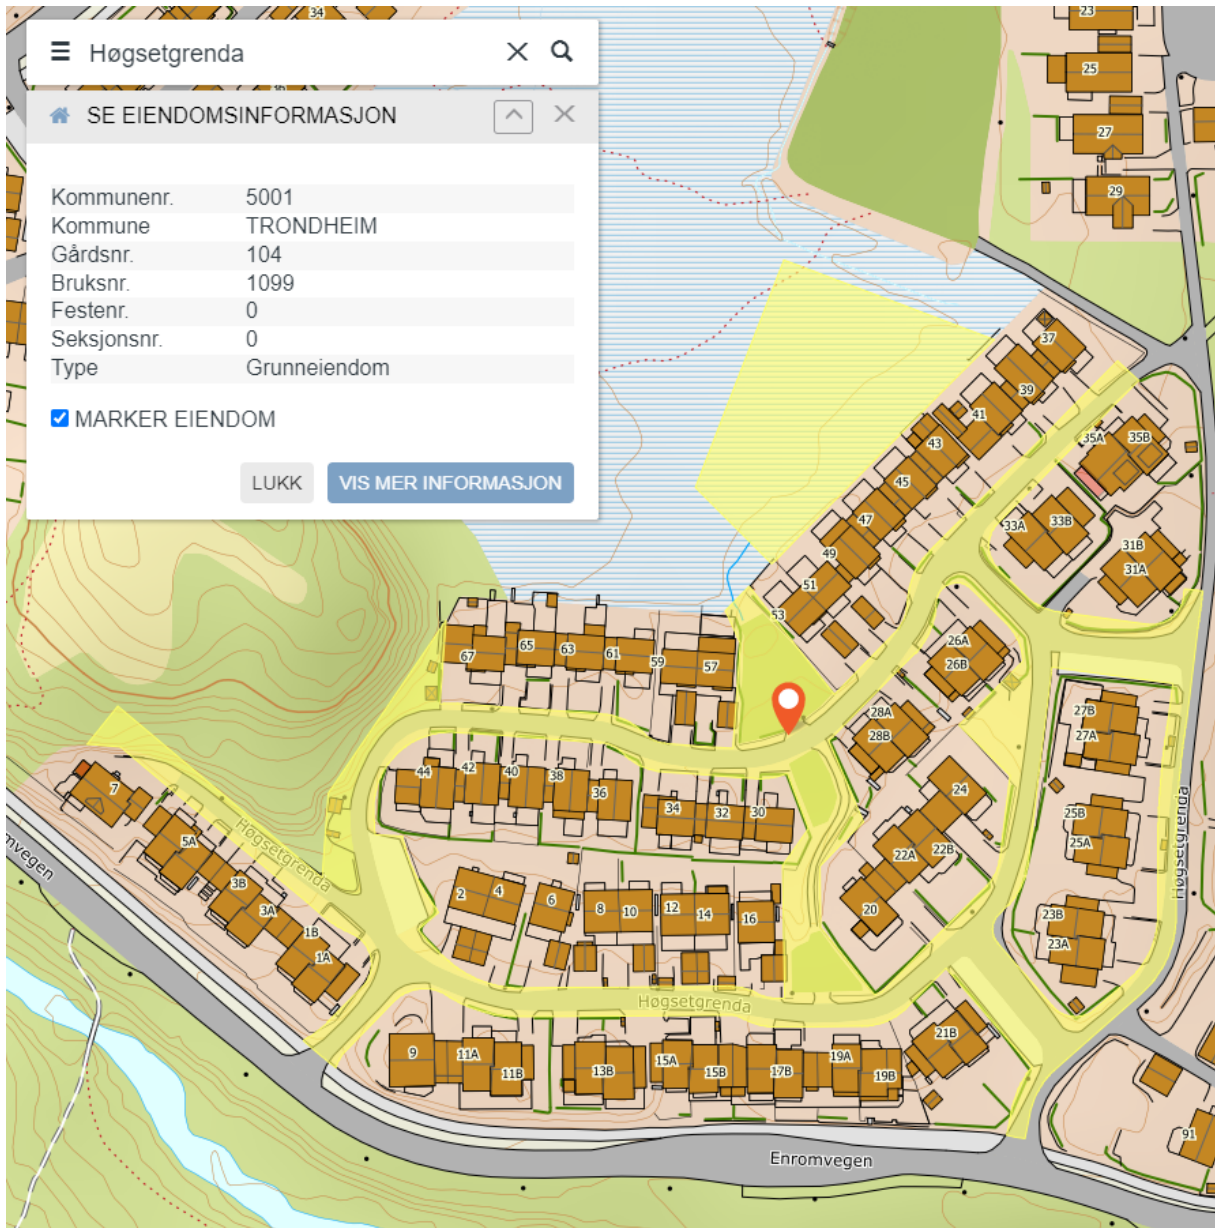 34
23
Høgsetgrenda
25
16
SE EIENDOMSINFORMASJON
27
Kommunenr. 5001
29
Kommune TRONDHEIM
Gårdsnr. 104
Bruksnr. 1099
Festenr. 0
Seksjonsnr. 0
Type Grunneiendom
37
39
MARKER EIENDOM
41
43
35A 35B
45
LUKK VIS MER INFORMASJON
47
33A 33B
49
31B
31A
51
53
26A
26B
67 65 63 61 59 57
28A
28B
27B
27A
44 42 40 38 36
24
34 32 30
7
Høgsetgrenda
25B
25A
5A
22A 22B
Høgsetgrenda
mvegen
3B
3A
2 4 6 8 10 12 14 16
20
23B
23A
1B
1A
Høgsetgrenda
21B
9 11A 11B 13B 15A 15B 17B 19A 19B
91
Enromvegen